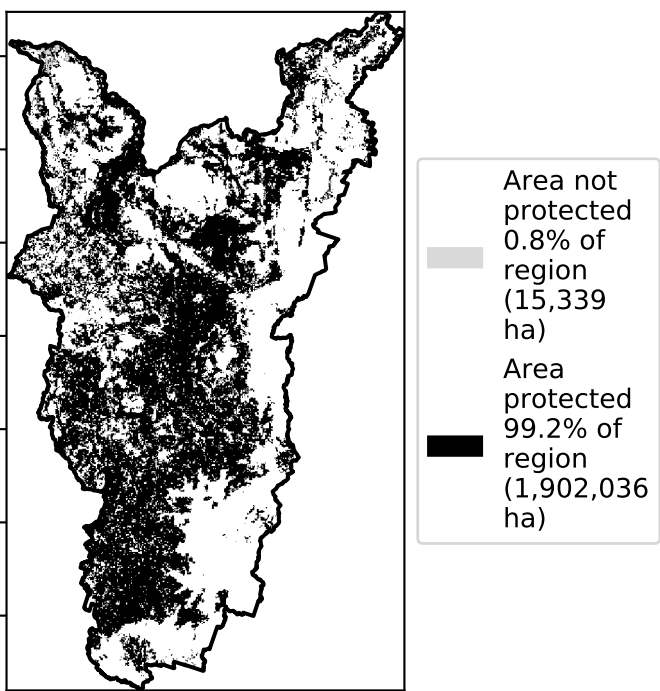 Area not
protected
0.8% of
region
(15,339
ha)
Area
protected
99.2% of
region
(1,902,036
ha)